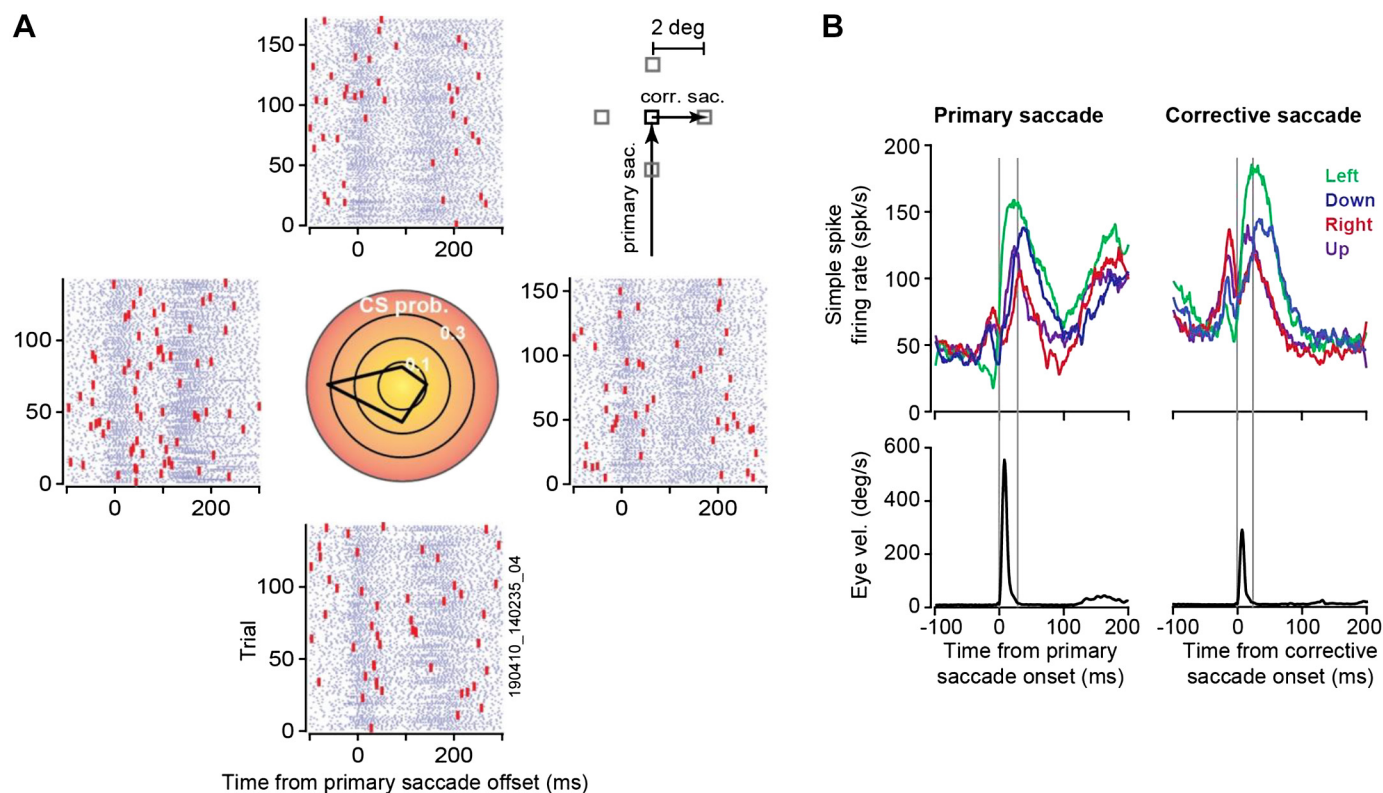 A
150
100
50
0
0
200
2 deg
corr. sac.
primary sac.
100
50
0
0
200
CS prob.
0.3
0.1
150
100
50
0
0
200
Trial
100
50
0
0
200
190410_140235_04
Time from primary saccade offset (ms)
B
Primary saccade
Corrective saccade
Simple spike
firing rate (spk/s)
200
150
100
50
0
Left
Down
Right
Up
Eye vel. (deg/s)
600
400
200
0
-100
0
100
200
Time from primary
saccade onset (ms)
-100
0
100
200
Time from corrective
saccade onset (ms)